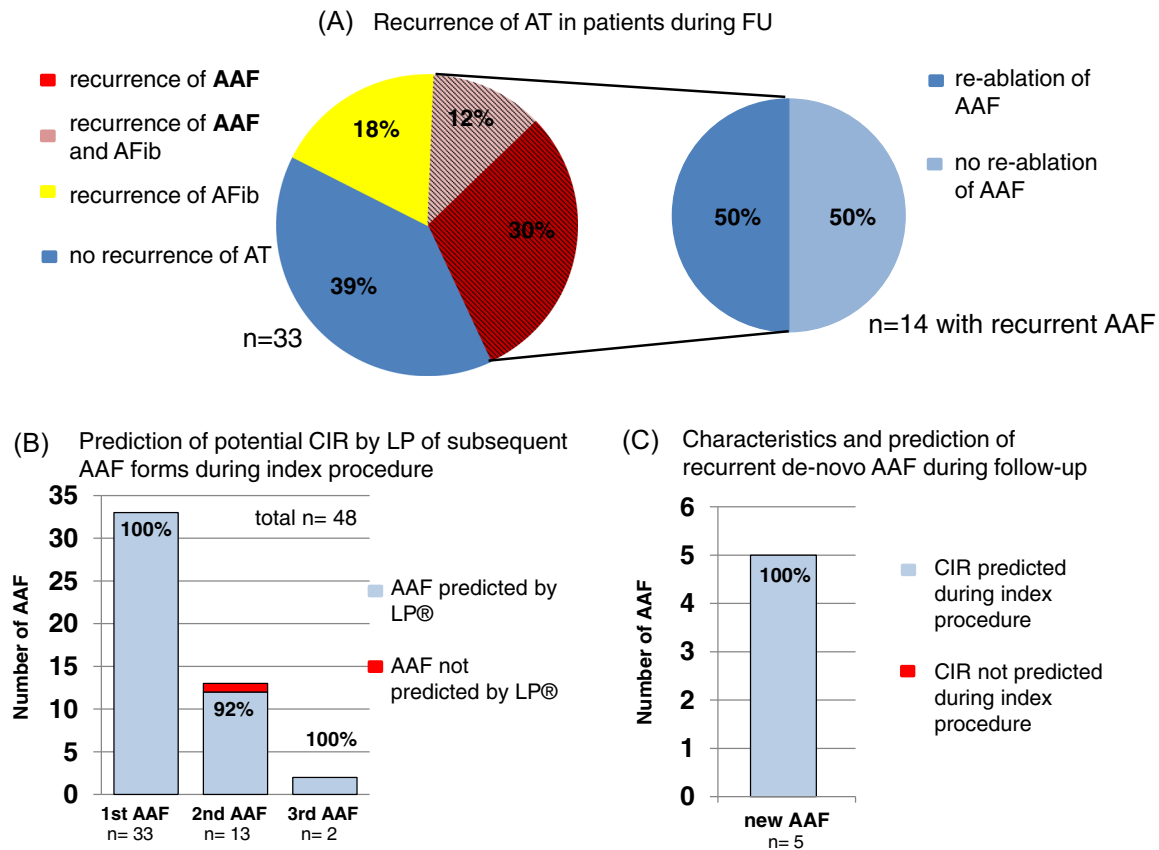 (A) Recurrence of AT in patients during FU
recurrence of AAF
recurrence of AAF
and AFib
recurrence of AFib
no recurrence of AT
18%
12%
30%
39%
n=33
50%
50%
re-ablation of
AAF
no re-ablation
of AAF
n=14 with recurrent AAF
(B) Prediction of potential CIR by LP of subsequent
AAF forms during index procedure
Number of AAF
35
30
25
20
15
10
5
0
total n= 48
100%
92%
100%
1st AAF
n= 33
2nd AAF
n= 13
3rd AAF
n= 2
AAF predicted by
LP®
AAF not
predicted by LP®
(C) Characteristics and prediction of
recurrent de-novo AAF during follow-up
Number of AAF
6
5
4
3
2
1
0
100%
new AAF
n= 5
CIR predicted
during index
procedure
CIR not predicted
during index
procedure